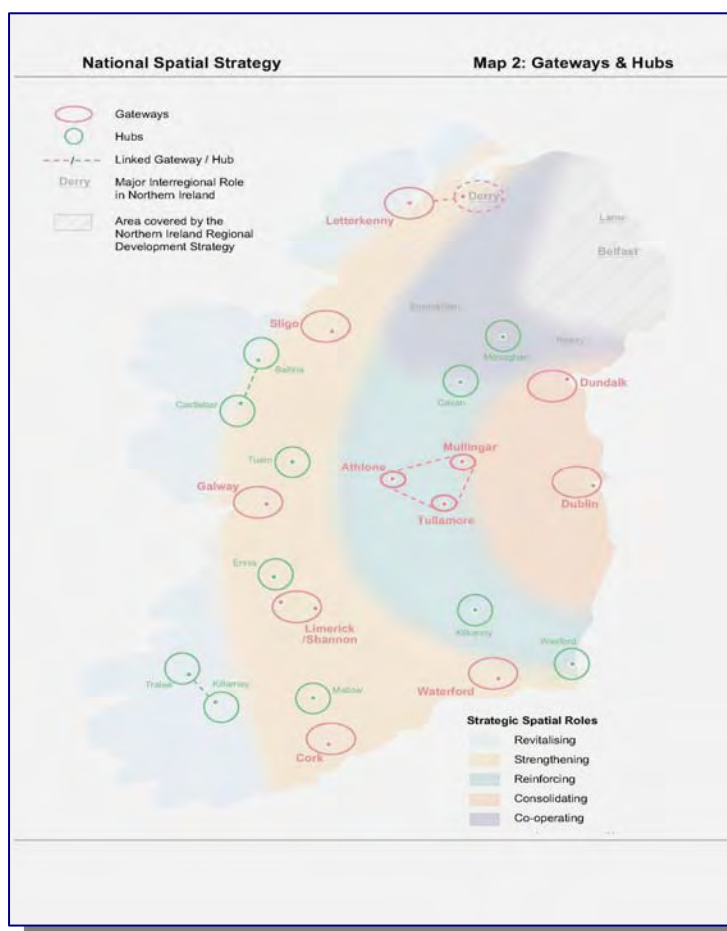 National Spatial Strategy
Map 2: Gateways & Hubs
Gateways
Hubs
Linked Gateway / Hub
Derry
Major Interregional Role
in Northern Ireland
Area covered by the
Northern Ireland Regional
Development Strategy
Derry
Letterkenny
Larne
Belfast
Enniskillen
Sligo
Newry
Monaghan
Ballina
Dundalk
Cavan
Castlebar
Mullingar
Tuam
Athlone
Galway
Dublin
Tullamore
Ennis
Limerick
/Shannon
Kilkenny
Wexford
Tralee
Killarney
Mallow
Waterford
Cork
Strategic Spatial Roles
Revitalising
Strengthening
Reinforcing
Consolidating
Co-operating